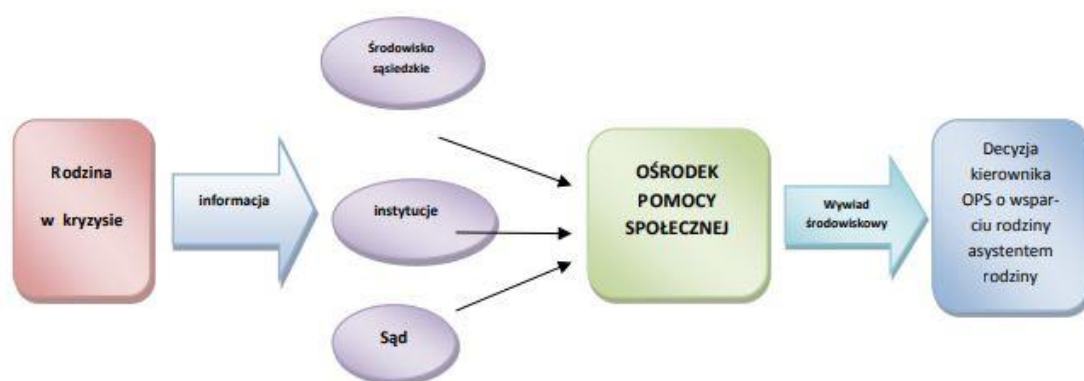 Rodzina
w kryzysie
informacja
Środowisko
sąsiedzkie
instytucje
Sąd
OŚRODEK
POMOCY
SPOŁECZNEJ
Wywiad
środowiskowy
Decyzja
kierownika
OPS o wspar-
ciu rodziny
asystentem
rodziny